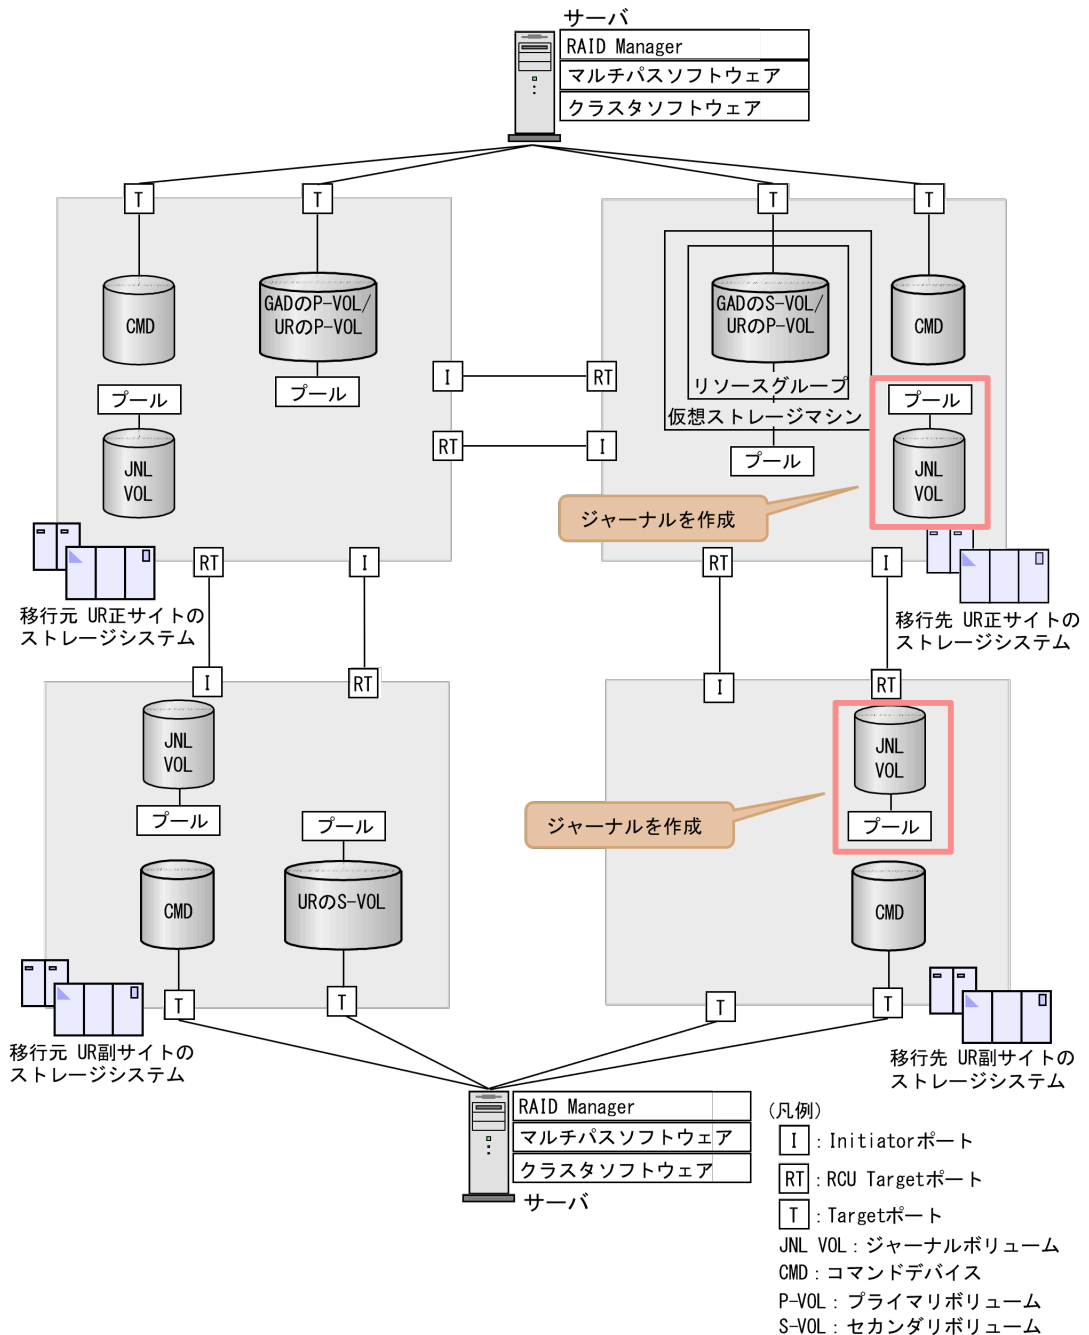 サーバ
RAID Manager
マルチパスソフトウェア
クラスタソフトウェア
T
T
T
T
CMD
GADのP-VOL/
URのP-VOL
GADのS-VOL/
URのP-VOL
CMD
プール
プール
I
RT
リソースグループ
プール
仮想ストレージマシン
RT
I
プール
JNL
VOL
JNL
VOL
ジャーナルを作成
RT
I
RT
I
移行元 UR正サイトの
ストレージシステム
移行先 UR正サイトの
ストレージシステム
I
RT
I
RT
JNL
VOL
JNL
VOL
プール
プール
ジャーナルを作成
プール
CMD
URのS-VOL
CMD
T
T
T
T
移行元 UR副サイトの
ストレージシステム
移行先 UR副サイトの
ストレージシステム
RAID Manager
マルチパスソフトウェア
クラスタソフトウェア
サーバ
(凡例)
I : Initiatorポート
RT : RCU Targetポート
T : Targetポート
JNL VOL : ジャーナルボリューム
CMD : コマンドデバイス
P-VOL : プライマリボリューム
S-VOL : セカンダリボリューム